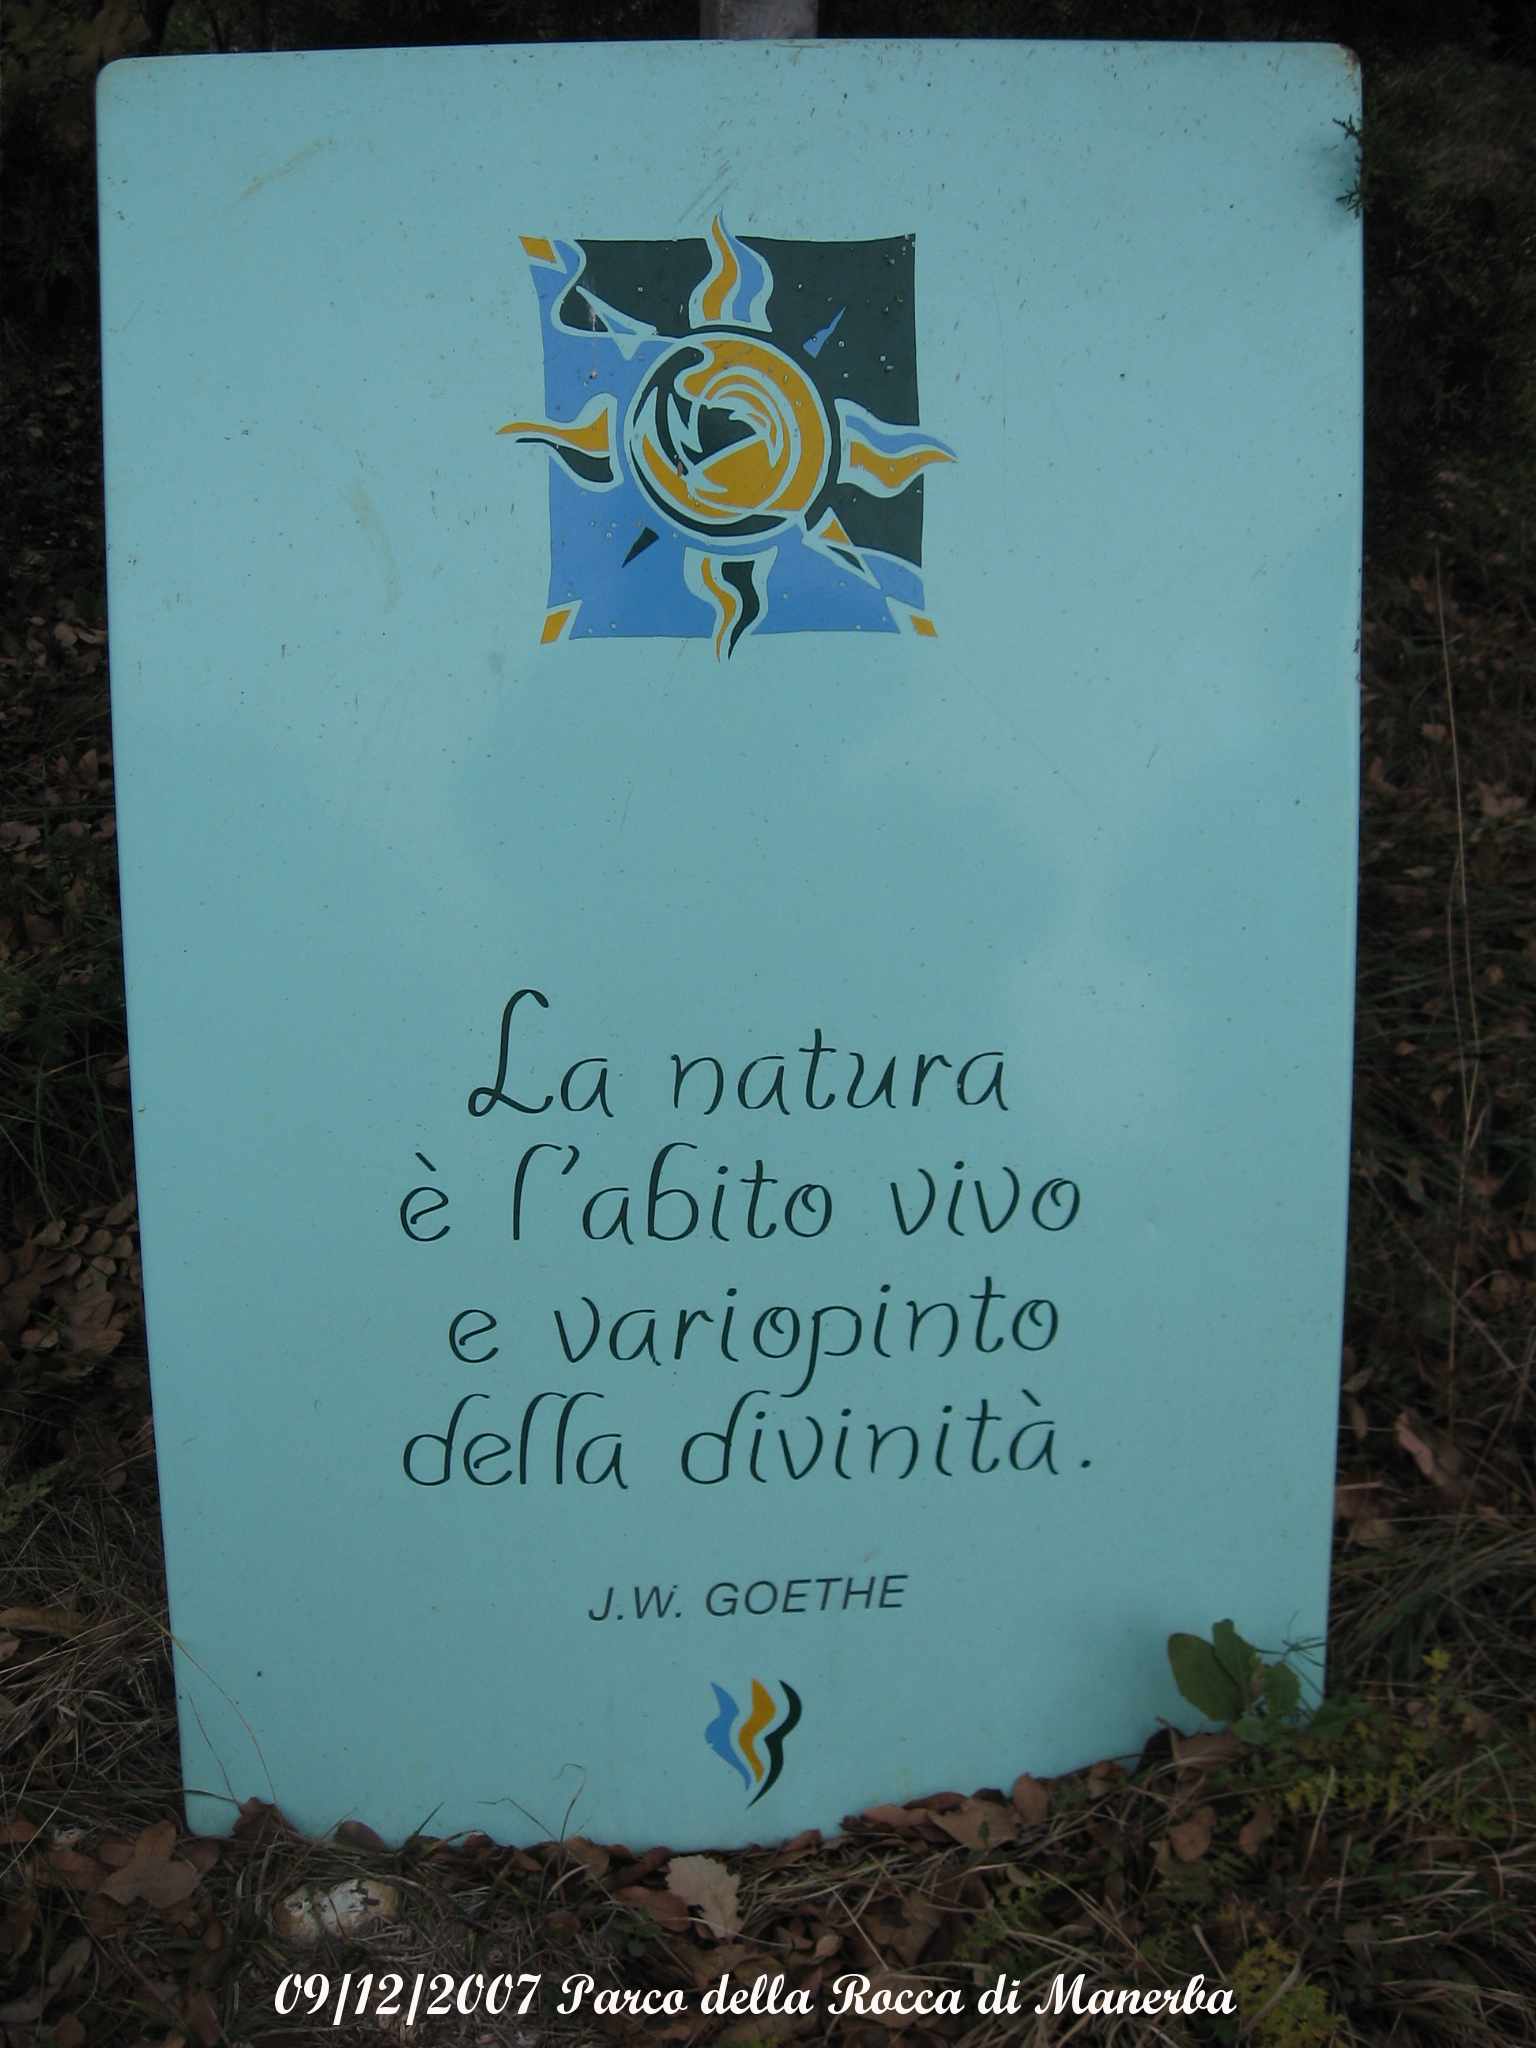 La natura
è l'abito vivo
e variopinto
della divinità.
J.W. GOETHE
09/12/2007 Parco della Rocca di Manerba